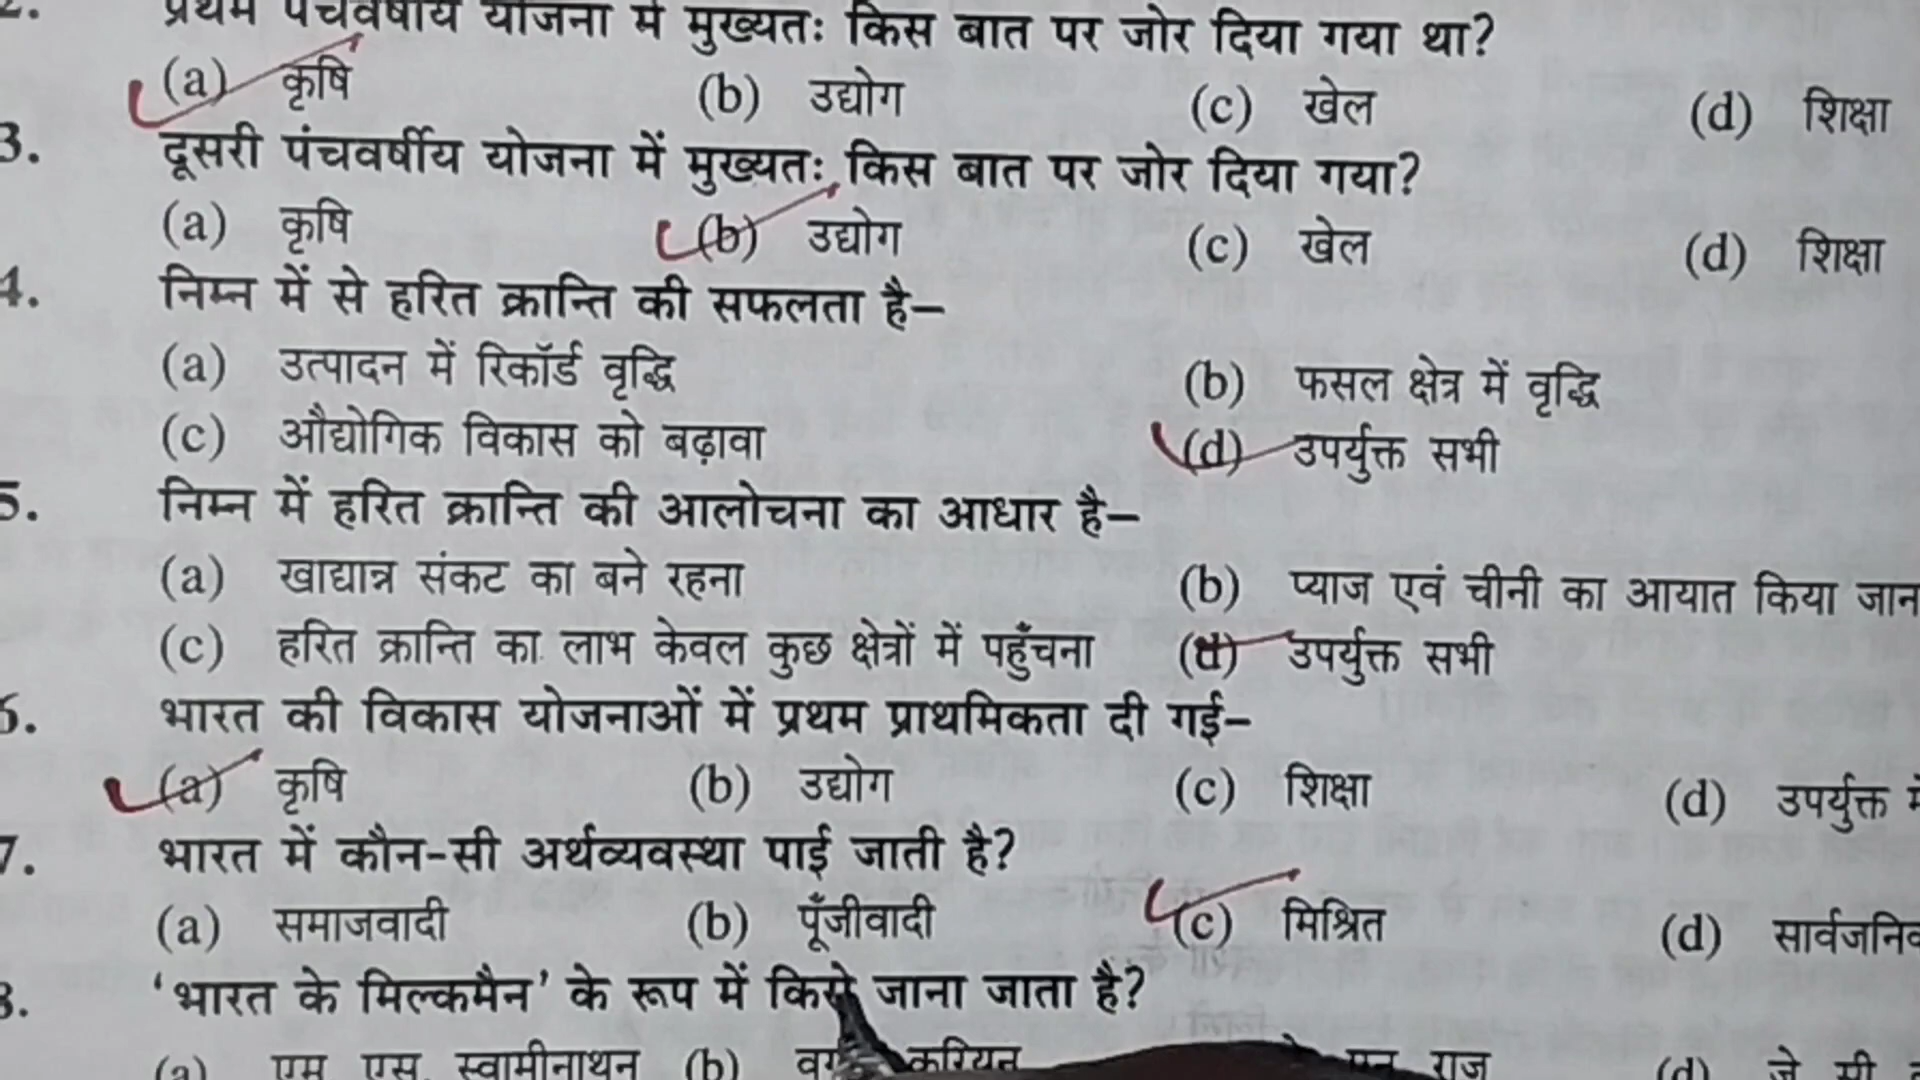 2. प्रथम पंचवर्षीय योजना में मुख्यतः किस बात पर जोर दिया गया था?
(a) कृषि (b) उद्योग (c) खेल (d) शिक्षा
3. दूसरी पंचवर्षीय योजना में मुख्यतः किस बात पर जोर दिया गया?
(a) कृषि (b) उद्योग (c) खेल (d) शिक्षा
4. निम्न में से हरित क्रान्ति की सफलता है–
(a) उत्पादन में रिकॉर्ड वृद्धि (b) फसल क्षेत्र में वृद्धि
(c) औद्योगिक विकास को बढ़ावा (d) उपर्युक्त सभी
5. निम्न में हरित क्रान्ति की आलोचना का आधार है–
(a) खाद्यान्न संकट का बने रहना (b) प्याज एवं चीनी का आयात किया जान
(c) हरित क्रान्ति का लाभ केवल कुछ क्षेत्रों में पहुँचना (d) उपर्युक्त सभी
6. भारत की विकास योजनाओं में प्रथम प्राथमिकता दी गई–
(a) कृषि (b) उद्योग (c) शिक्षा (d) उपर्युक्त में
7. भारत में कौन-सी अर्थव्यवस्था पाई जाती है?
(a) समाजवादी (b) पूँजीवादी (c) मिश्रित (d) सार्वजनिक
8. 'भारत के मिल्कमैन' के रूप में किसे जाना जाता है?
(a) एम एस. स्वामीनाथन (b) कुरियन राज (d) जे सी